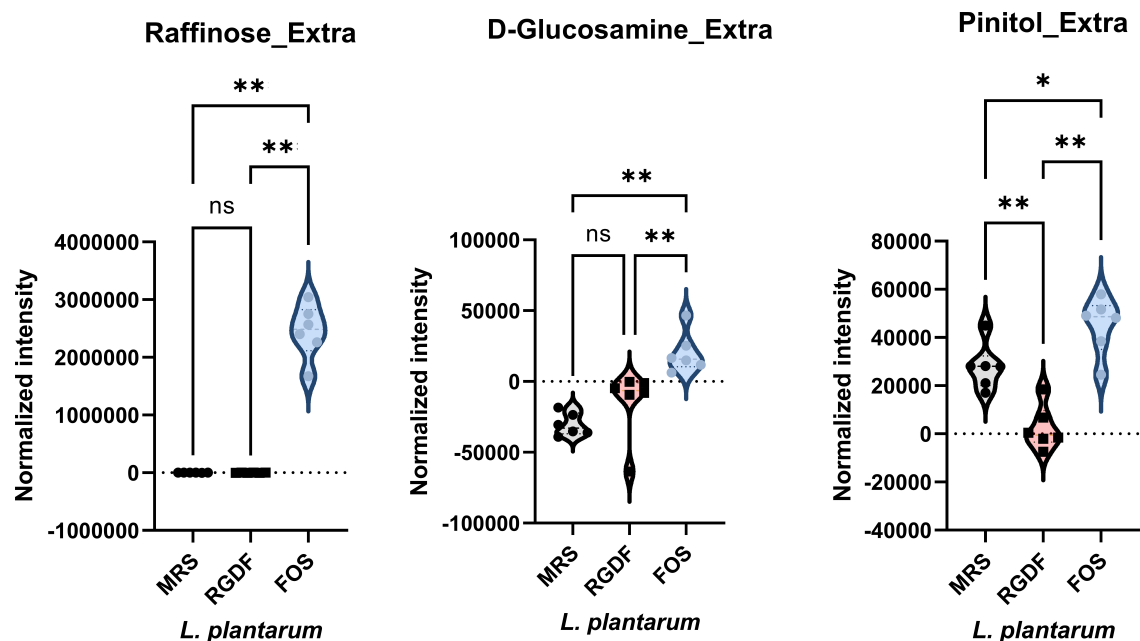 Raffinose_Extra
**
**
ns
Normalized intensity
4000000
3000000
2000000
1000000
0
-1000000
MRS
RGDF
FOS
L. plantarum
D-Glucosamine_Extra
**
ns
**
Normalized intensity
100000
50000
0
-50000
-100000
MRS
RGDF
FOS
L. plantarum
Pinitol_Extra
*
**
**
Normalized intensity
80000
60000
40000
20000
0
-20000
-40000
MRS
RGDF
FOS
L. plantarum